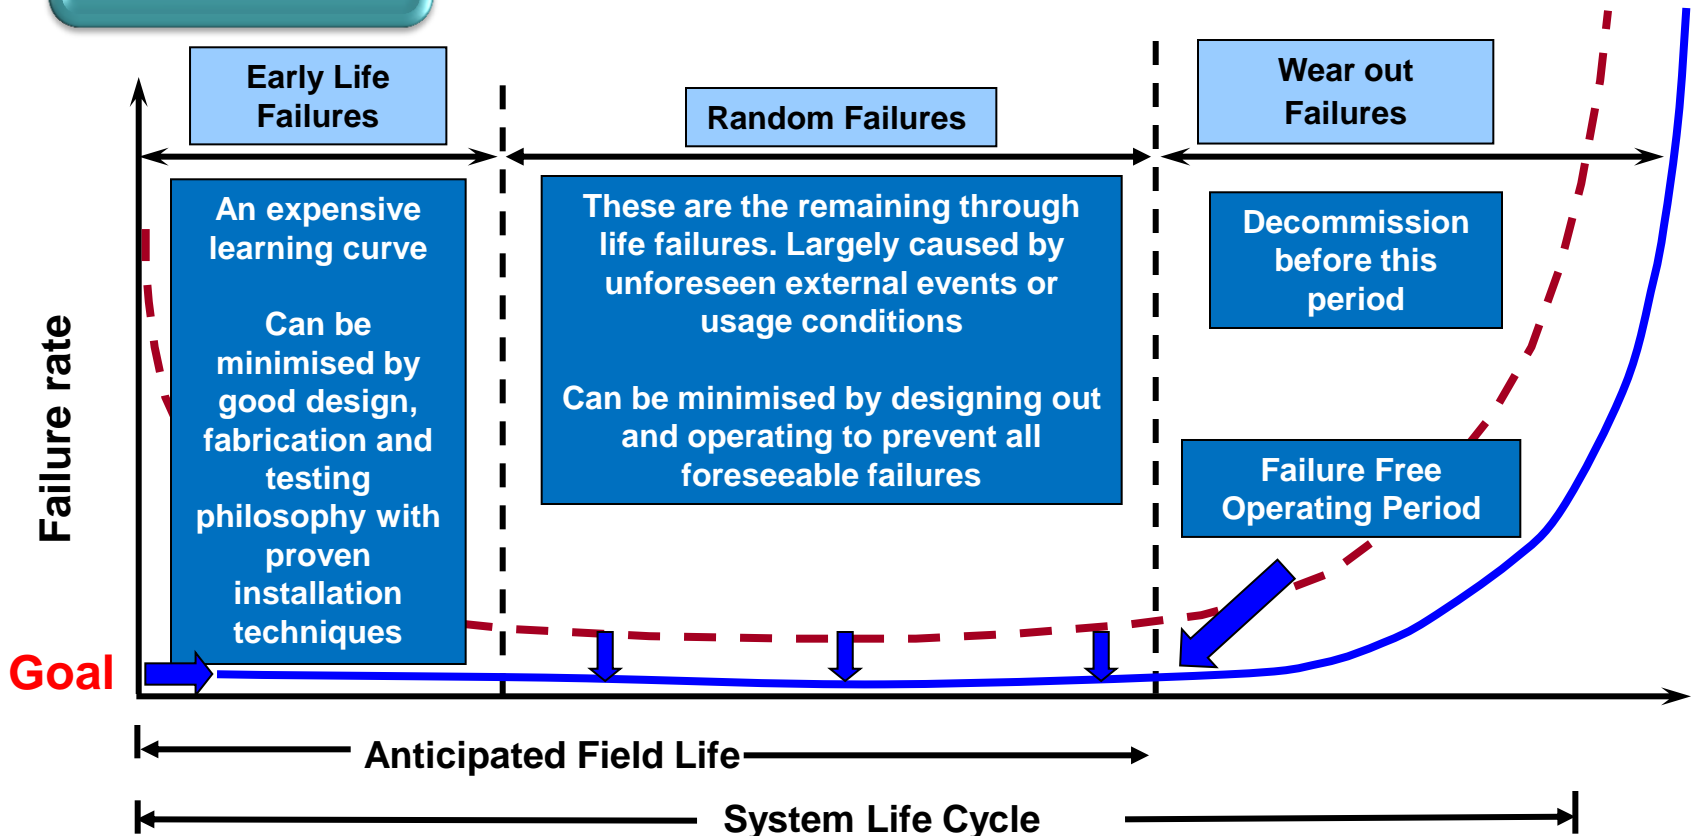 Early Life
Failures
Random Failures
Wear out
Failures
An expensive
learning curve
Can be
minimised by
good design,
fabrication and
testing
philosophy with
proven
installation
techniques
These are the remaining through
life failures. Largely caused by
unforeseen external events or
usage conditions
Can be minimised by designing out
and operating to prevent all
foreseeable failures
Decommission
before this
period
Failure Free
Operating Period
Failure rate
Goal
Anticipated Field Life
System Life Cycle